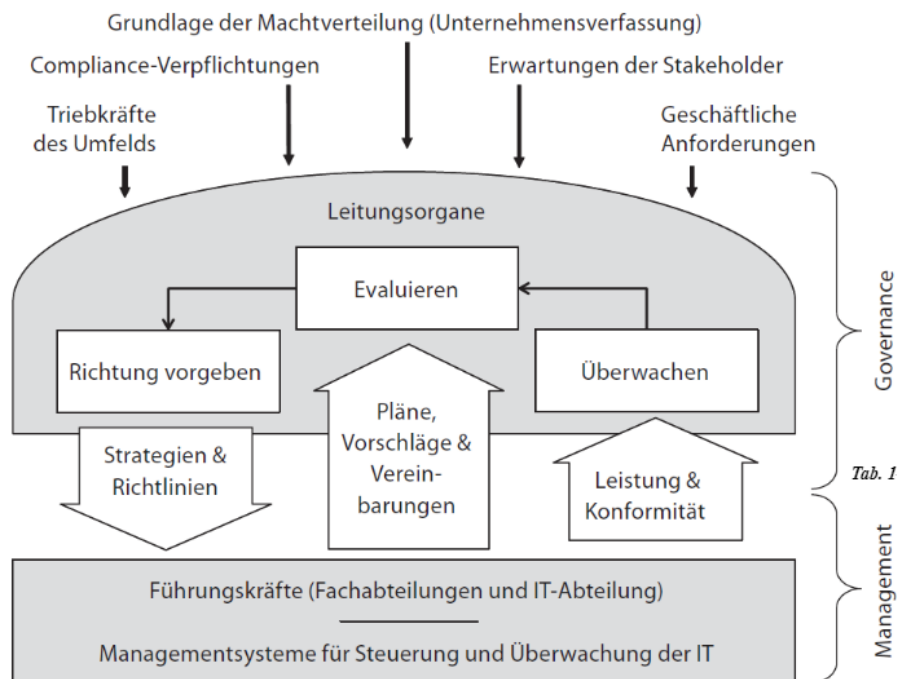 Grundlage der Machtverteilung (Unternehmensverfassung)
Compliance-Verpflichtungen
Erwartungen der Stakeholder
Triebkräfte
des Umfelds
Geschäftliche
Anforderungen
Leitungsorgane
Evaluieren
Richtung vorgeben
Überwachen
Strategien &
Richtlinien
Pläne,
Vorschläge &
Verein-
barungen
Leistung &
Konformität
Governance
Tab. 1
Management
Führungskräfte (Fachabteilungen und IT-Abteilung)
Managementsysteme für Steuerung und Überwachung der IT